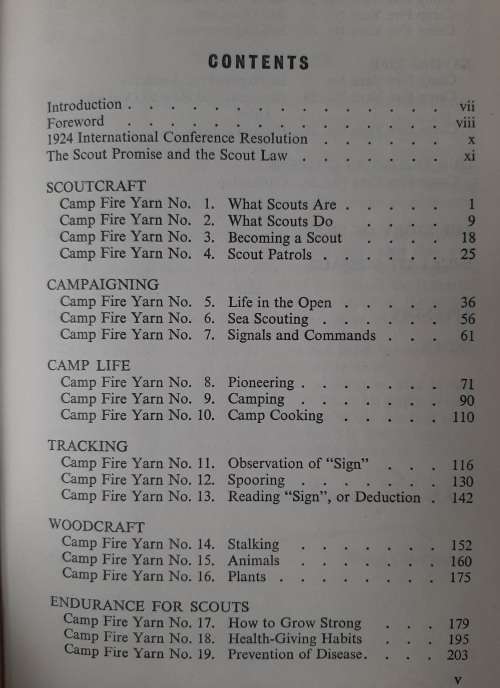 CONTENTS
Introduction . . . . . . . . . . . . . . . vii
Foreword . . . . . . . . . . . . . . . viii
1924 International Conference Resolution . . . . . . x
The Scout Promise and the Scout Law . . . . . . . xi
SCOUTCRAFT
Camp Fire Yarn No. 1. What Scouts Are . . . . . 1
Camp Fire Yarn No. 2. What Scouts Do . . . . 9
Camp Fire Yarn No. 3. Becoming a Scout . . . . 18
Camp Fire Yarn No. 4. Scout Patrols . . . . . . 25
CAMPAIGNING
Camp Fire Yarn No. 5. Life in the Open . . . . . 36
Camp Fire Yarn No. 6. Sea Scouting . . . . . . 56
Camp Fire Yarn No. 7. Signals and Commands . . . 61
CAMP LIFE
Camp Fire Yarn No. 8. Pioneering . . . . . . . 71
Camp Fire Yarn No. 9. Camping . . . . . . . 90
Camp Fire Yarn No. 10. Camp Cooking . . . . . 110
TRACKING
Camp Fire Yarn No. 11. Observation of "Sign" . . . 116
Camp Fire Yarn No. 12. Spooring . . . . . . . 130
Camp Fire Yarn No. 13. Reading "Sign", or Deduction . 142
WOODCRAFT
Camp Fire Yarn No. 14. Stalking . . . . . . . 152
Camp Fire Yarn No. 15. Animals . . . . . . . 160
Camp Fire Yarn No. 16. Plants . . . . . . . . 175
ENDURANCE FOR SCOUTS
Camp Fire Yarn No. 17. How to Grow Strong . . . 179
Camp Fire Yarn No. 18. Health-Giving Habits . . . 195
Camp Fire Yarn No. 19. Prevention of Disease. . . . 203
v